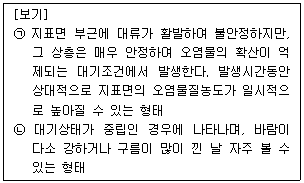 [보기]
㉠ 지표면 부근에 대류가 활발하여 불안정하지만,
그 상층은 매우 안정하여 오염물의 확산이 억
제되는 대기조건에서 발생한다. 발생시간동안
상대적으로 지표면의 오염물질농도가 일시적으
로 높아질 수 있는 형태
㉡ 대기상태가 중립인 경우에 나타나며, 바람이
다소 강하거나 구름이 많이 낀 날 자주 볼 수
있는 형태